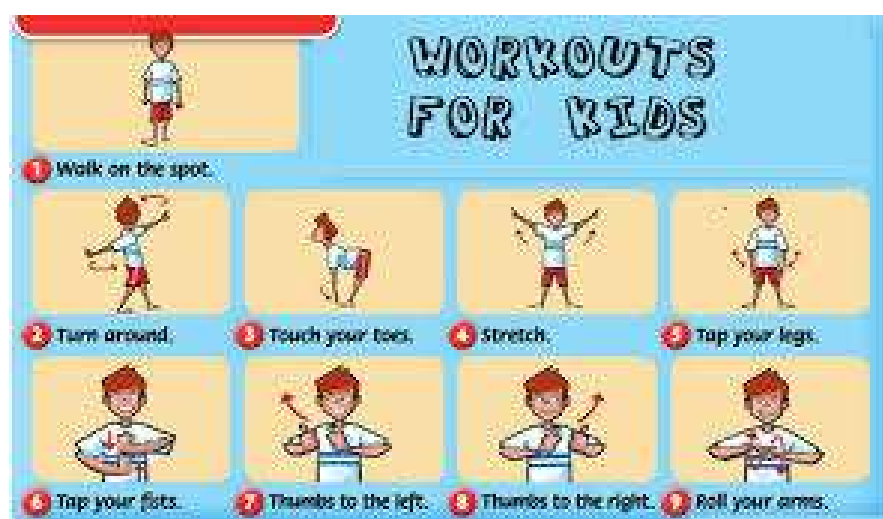 WORKOUTS
FOR KIDS
1 Walk on the spot.
2 Turn around.
3 Touch your toes.
4 Stretch.
5 Tap your legs.
6 Tap your fists.
7 Thumbs to the left.
8 Thumbs to the right.
9 Roll your arms.